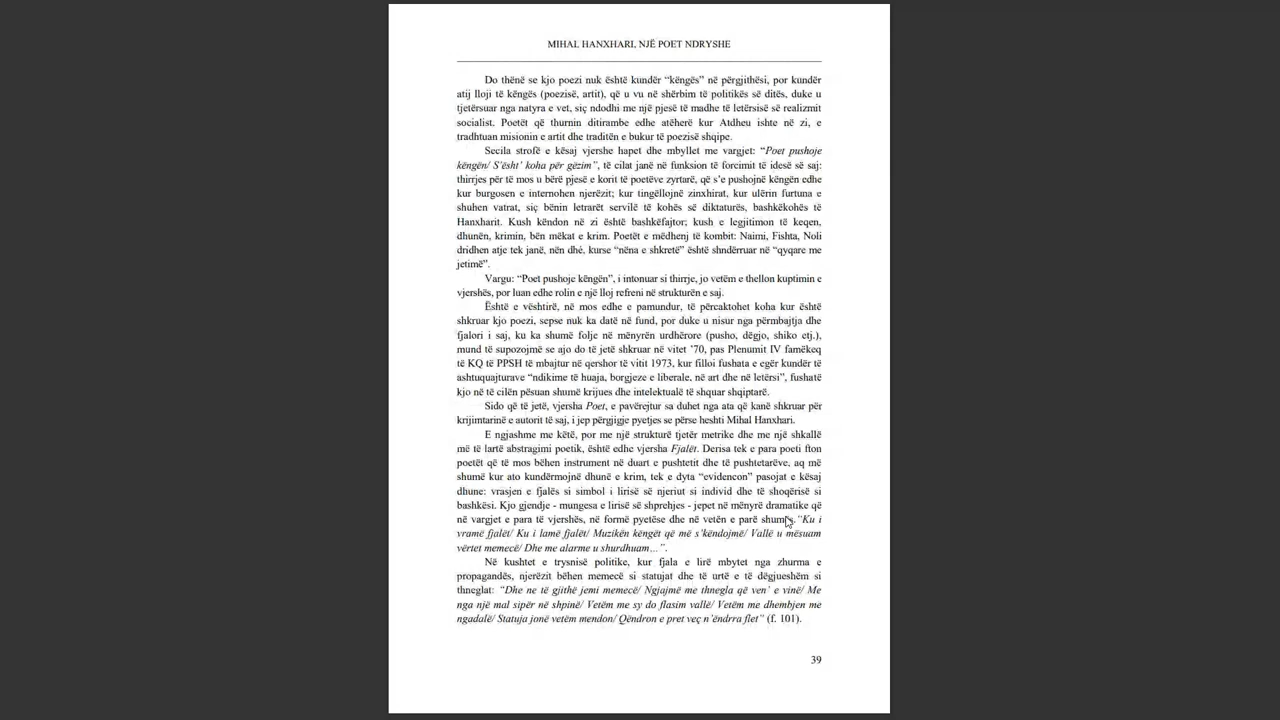 MIHAL HANXHARI, NJË POET NDRYSHE
Do thënë se kjo poezi nuk është kundër “këngës” në përgjithësi, por kundër
atij lloji të këngës (poezisë, artit), që u vu në shërbim të politikës së ditës, duke u
tjetërsuar nga natyra e vet, siç ndodhi me një pjesë të madhe të letërsisë së realizmit
socialist. Poetët që thurnin ditirambe edhe atëherë kur Atdheu ishte në zi, e
tradhtuan misionin e artit dhe traditën e bukur të poezisë shqipe.
Secila strofë e kësaj vjershe hapet dhe mbyllet me vargjet: “Poet pushoje
këngën/ S’ësht’ koha për gëzim”, të cilat janë në funksion të forcimit të idesë së saj:
thirrjes për të mos u bërë pjesë e korit të poetëve zyrtarë, që s’e pushojnë këngën edhe
kur burgosen e internohen njerëzit; kur tingëllojnë zinxhirat, kur ulërin furtuna e
shuhen vatrat, siç bënin letrarët servilë të kohës së diktaturës, bashkëkohës të
Hanxharit. Kush këndon në zi është bashkëfajtor; kush e legjitimon të keqen,
dhunën, krimin, bën mëkat e krim. Poetët e mëdhenj të kombit: Naimi, Fishta, Noli
dridhen atje tek janë, nën dhé, kurse “nëna e shkretë” është shndërruar në “qyqare me
jetimë”.
Vargu: “Poet pushoje këngën”, i intonuar si thirrje, jo vetëm e thellon kuptimin e
vjershës, por luan edhe rolin e një lloj refreni në strukturën e saj.
Është e vështirë, në mos edhe e pamundur, të përcaktohet koha kur është
shkruar kjo poezi, sepse nuk ka datë në fund, por duke u nisur nga përmbajtja dhe
fjalori i saj, ku ka shumë folje në mënyrën urdhërore (pusho, dëgjo, shiko etj.),
mund të supozojmë se ajo do të jetë shkruar në vitet ’70, pas Plenumit IV famëkeq
të KQ të PPSH të mbajtur në qershor të vitit 1973, kur filloi fushata e egër kundër të
ashtuquajturave “ndikime të huaja, borgjeze e liberale, në art dhe në letërsi”, fushatë
kjo në të cilën pësuan shumë krijues dhe intelektualë të shquar shqiptarë.
Sido që të jetë, vjersha Poet, e pavërejtur sa duhet nga ata që kanë shkruar për
krijimtarinë e autorit të saj, i jep përgjigje pyetjes se përse heshti Mihal Hanxhari.
E ngjashme me këtë, por me një strukturë tjetër metrike dhe me një shkallë
më të lartë abstragimi poetik, është edhe vjersha Fjalët. Derisa tek e para poeti fton
poetët që të mos bëhen instrument në duart e pushtetit dhe të pushtetarëve, aq më
shumë kur ato kundërmojnë dhunë e krim, tek e dyta “evidencon” pasojat e kësaj
dhune: vrasjen e fjalës si simbol i lirisë së njeriut si individ dhe të shoqërisë si
bashkësi. Kjo gjendje - mungesa e lirisë së shprehjes - jepet në mënyrë dramatike që
në vargjet e para të vjershës, në formë pyetëse dhe në vetën e parë shumës. “Ku i
vramë fjalët/ Ku i lamë fjalët/ Muzikën këngët që më s’këndojmë/ Vallë u mësuam
vërtet memecë/ Dhe me alarme u shurdhuam…”.
Në kushtet e trysnisë politike, kur fjala e lirë mbytet nga zhurma e
propagandës, njerëzit bëhen memecë si statujat dhe të urtë e të dëgjueshëm si
thneglat: “Dhe ne të gjithë jemi memecë/ Ngjajmë me thnegla që ven’ e vinë/ Me
nga një mal sipër në shpinë/ Vetëm me sy do flasim vallë/ Vetëm me dhembjen me
ngadalë/ Statuja jonë vetëm mendon/ Qëndron e pret veç n’ëndrra flet” (f. 101).
39